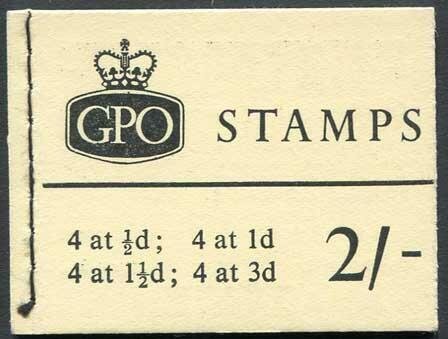 GPO STAMPS
4 at ½d; 4 at 1d
4 at 1½d; 4 at 3d 2/-